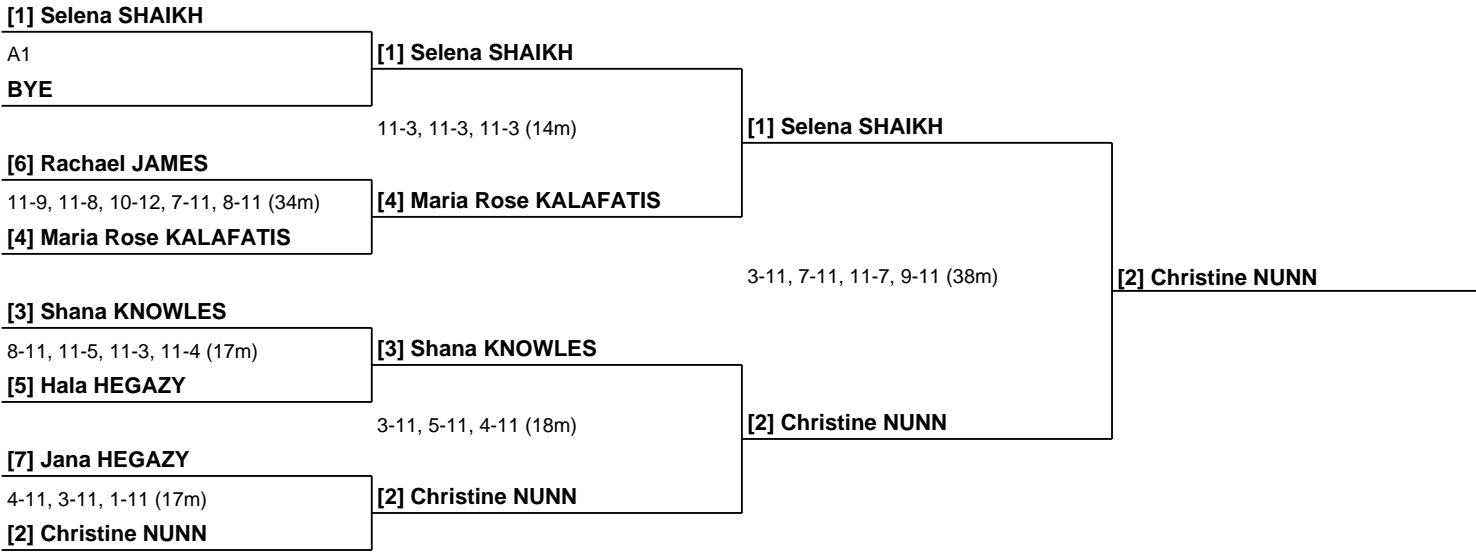 [1] Selena SHAIKH
A1
BYE
[1] Selena SHAIKH
11-3, 11-3, 11-3 (14m)
[1] Selena SHAIKH
[6] Rachael JAMES
11-9, 11-8, 10-12, 7-11, 8-11 (34m)
[4] Maria Rose KALAFATIS
[4] Maria Rose KALAFATIS
3-11, 7-11, 11-7, 9-11 (38m)
[2] Christine NUNN
[3] Shana KNOWLES
8-11, 11-5, 11-3, 11-4 (17m)
[5] Hala HEGAZY
[3] Shana KNOWLES
3-11, 5-11, 4-11 (18m)
[2] Christine NUNN
[7] Jana HEGAZY
4-11, 3-11, 1-11 (17m)
[2] Christine NUNN
[2] Christine NUNN